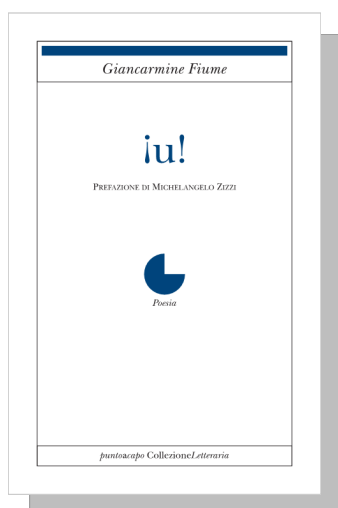 Giancarmine Fiume
¡u!
Prefazione di Michelangelo Zizzi
Poesia
puntoacapo CollezioneLetteraria